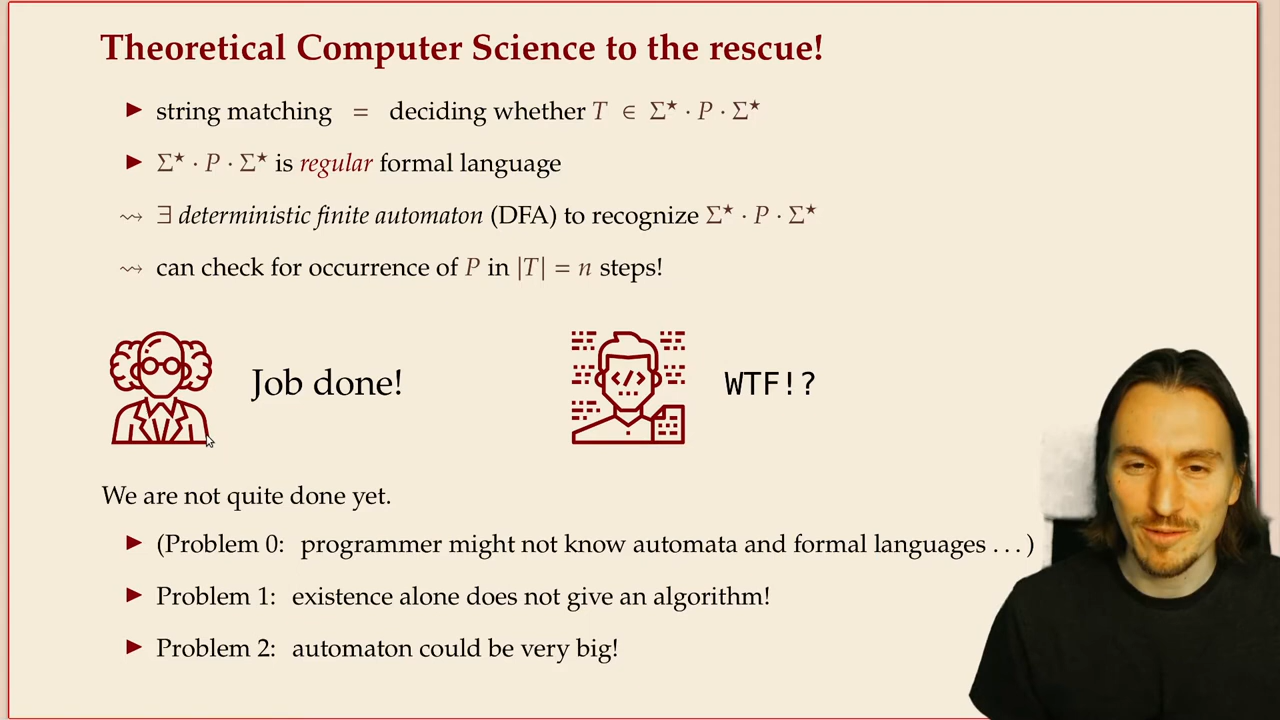 Theoretical Computer Science to the rescue!
▶ string matching = deciding whether T ∈ Σ* · P · Σ*
▶ Σ* · P · Σ* is regular formal language
⇝ ∃ deterministic finite automaton (DFA) to recognize Σ* · P · Σ*
⇝ can check for occurrence of P in |T| = n steps!
Job done!
</>
WTF!?
We are not quite done yet.
▶ (Problem 0: programmer might not know automata and formal languages ...)
▶ Problem 1: existence alone does not give an algorithm!
▶ Problem 2: automaton could be very big!